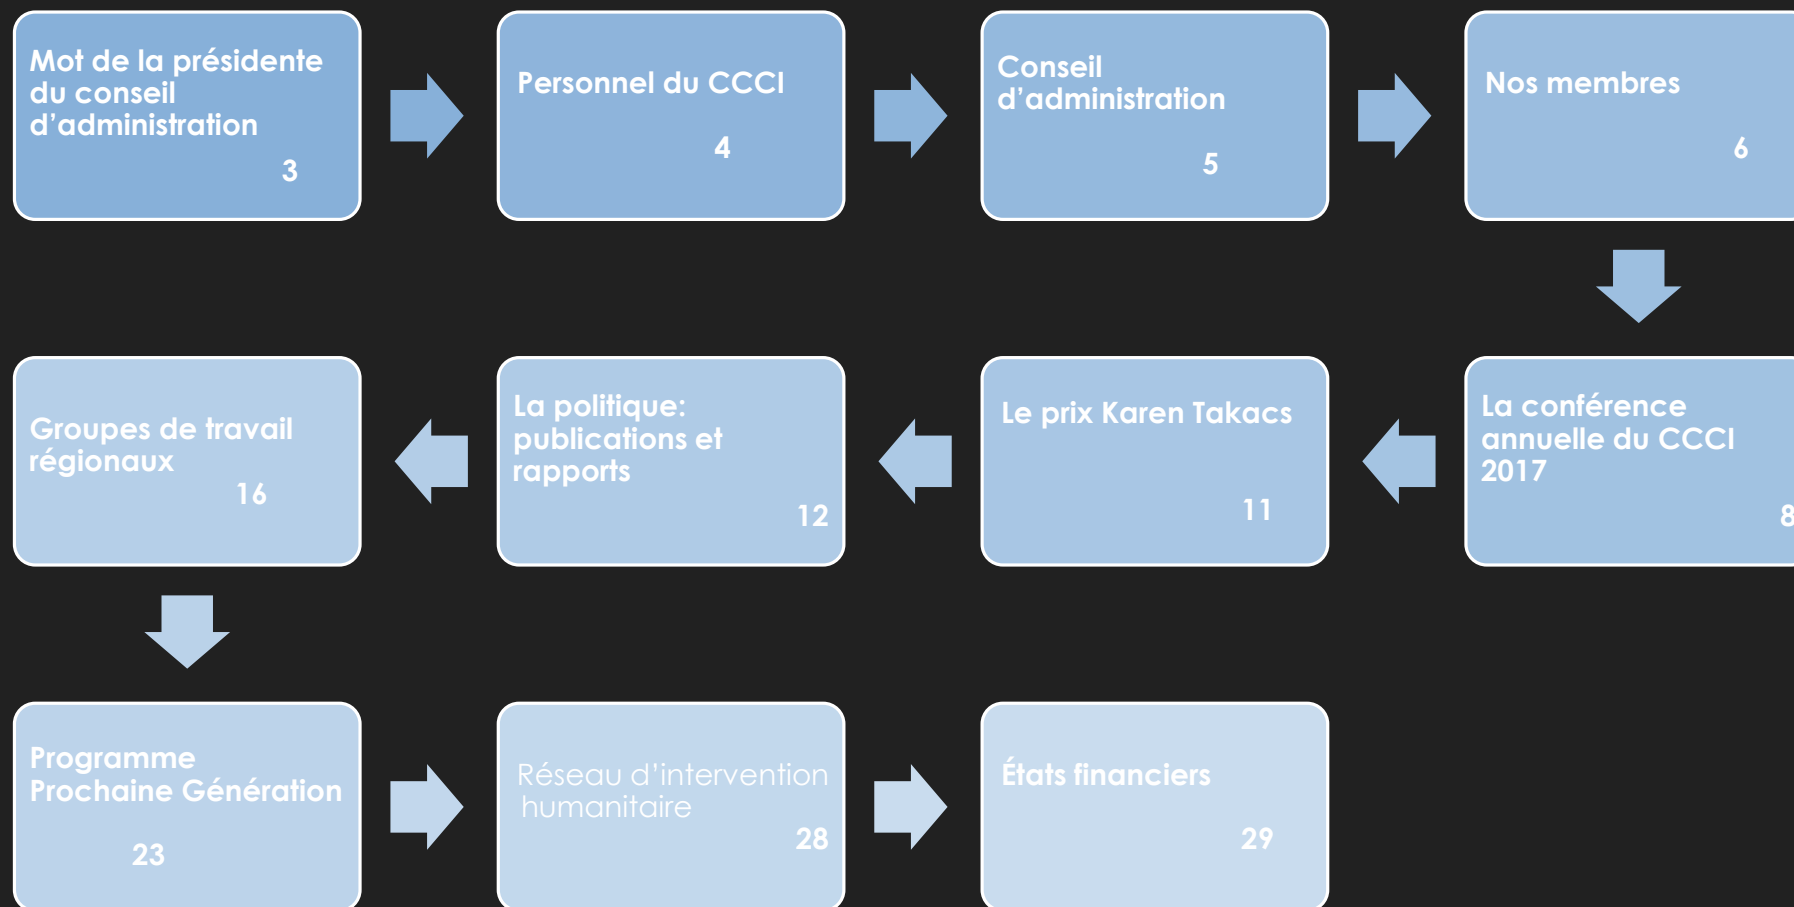 Mot de la présidente
du conseil
d'administration
3
Personnel du CCCI
4
Conseil
d'administration
5
Nos membres
6
La conférence
annuelle du CCCI
2017
8
Le prix Karen Takacs
11
La politique:
publications et
rapports
12
Groupes de travail
régionaux
16
Programme
Prochaine Génération
23
Réseau d'intervention
humanitaire
28
États financiers
29